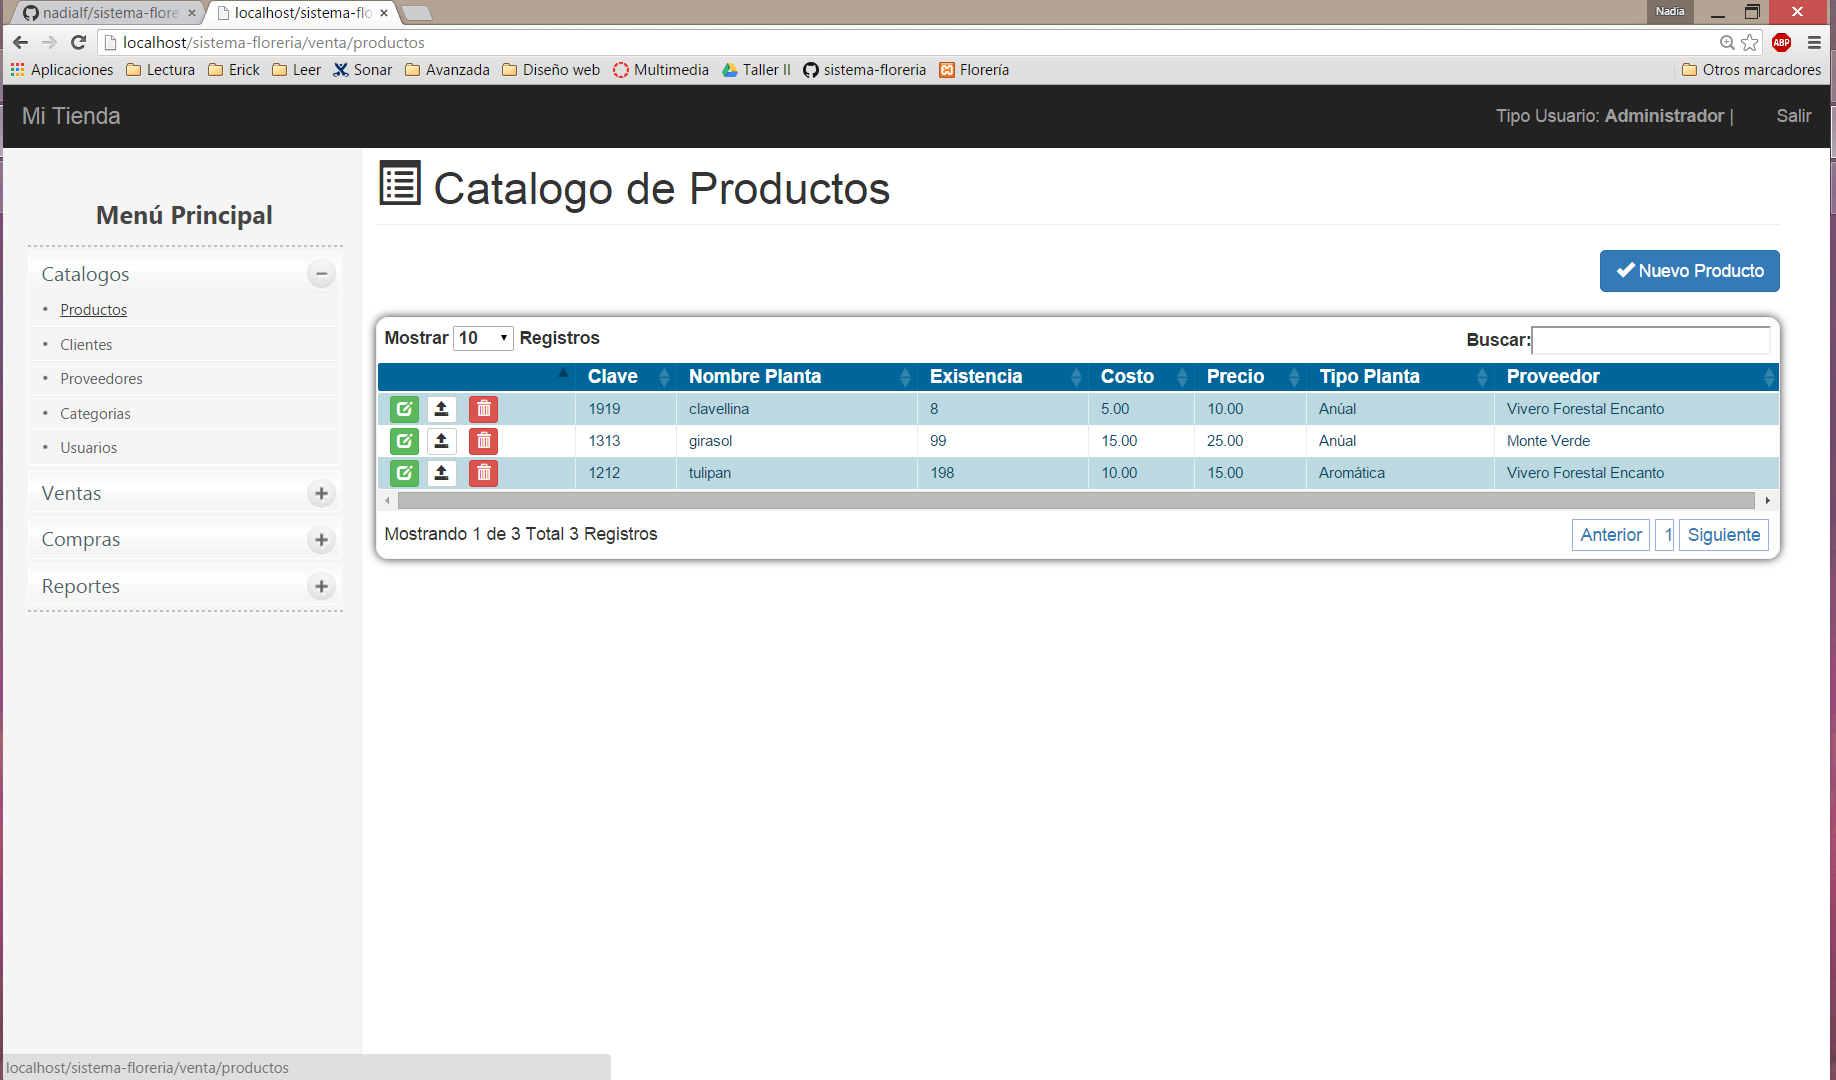 nadialf/sistema-flore
localhost/sistema-flo
Nadia
localhost/sistema-floreria/venta/productos
ABP
Aplicaciones Lectura Erick Leer Sonar Avanzada Diseño web Multimedia Taller II sistema-floreria Florería Otros marcadores
Mi Tienda
Tipo Usuario: Administrador | Salir
Menú Principal
Catalogos
Productos
Clientes
Proveedores
Categorias
Usuarios
Ventas
Compras
Reportes
Catalogo de Productos
Nuevo Producto
Mostrar 10 Registros
Buscar:
Clave Nombre Planta Existencia Costo Precio Tipo Planta Proveedor
1919 clavellina 8 5.00 10.00 Anúal Vivero Forestal Encanto
1313 girasol 99 15.00 25.00 Anúal Monte Verde
1212 tulipan 198 10.00 15.00 Aromática Vivero Forestal Encanto
Mostrando 1 de 3 Total 3 Registros
Anterior 1 Siguiente
localhost/sistema-floreria/venta/productos